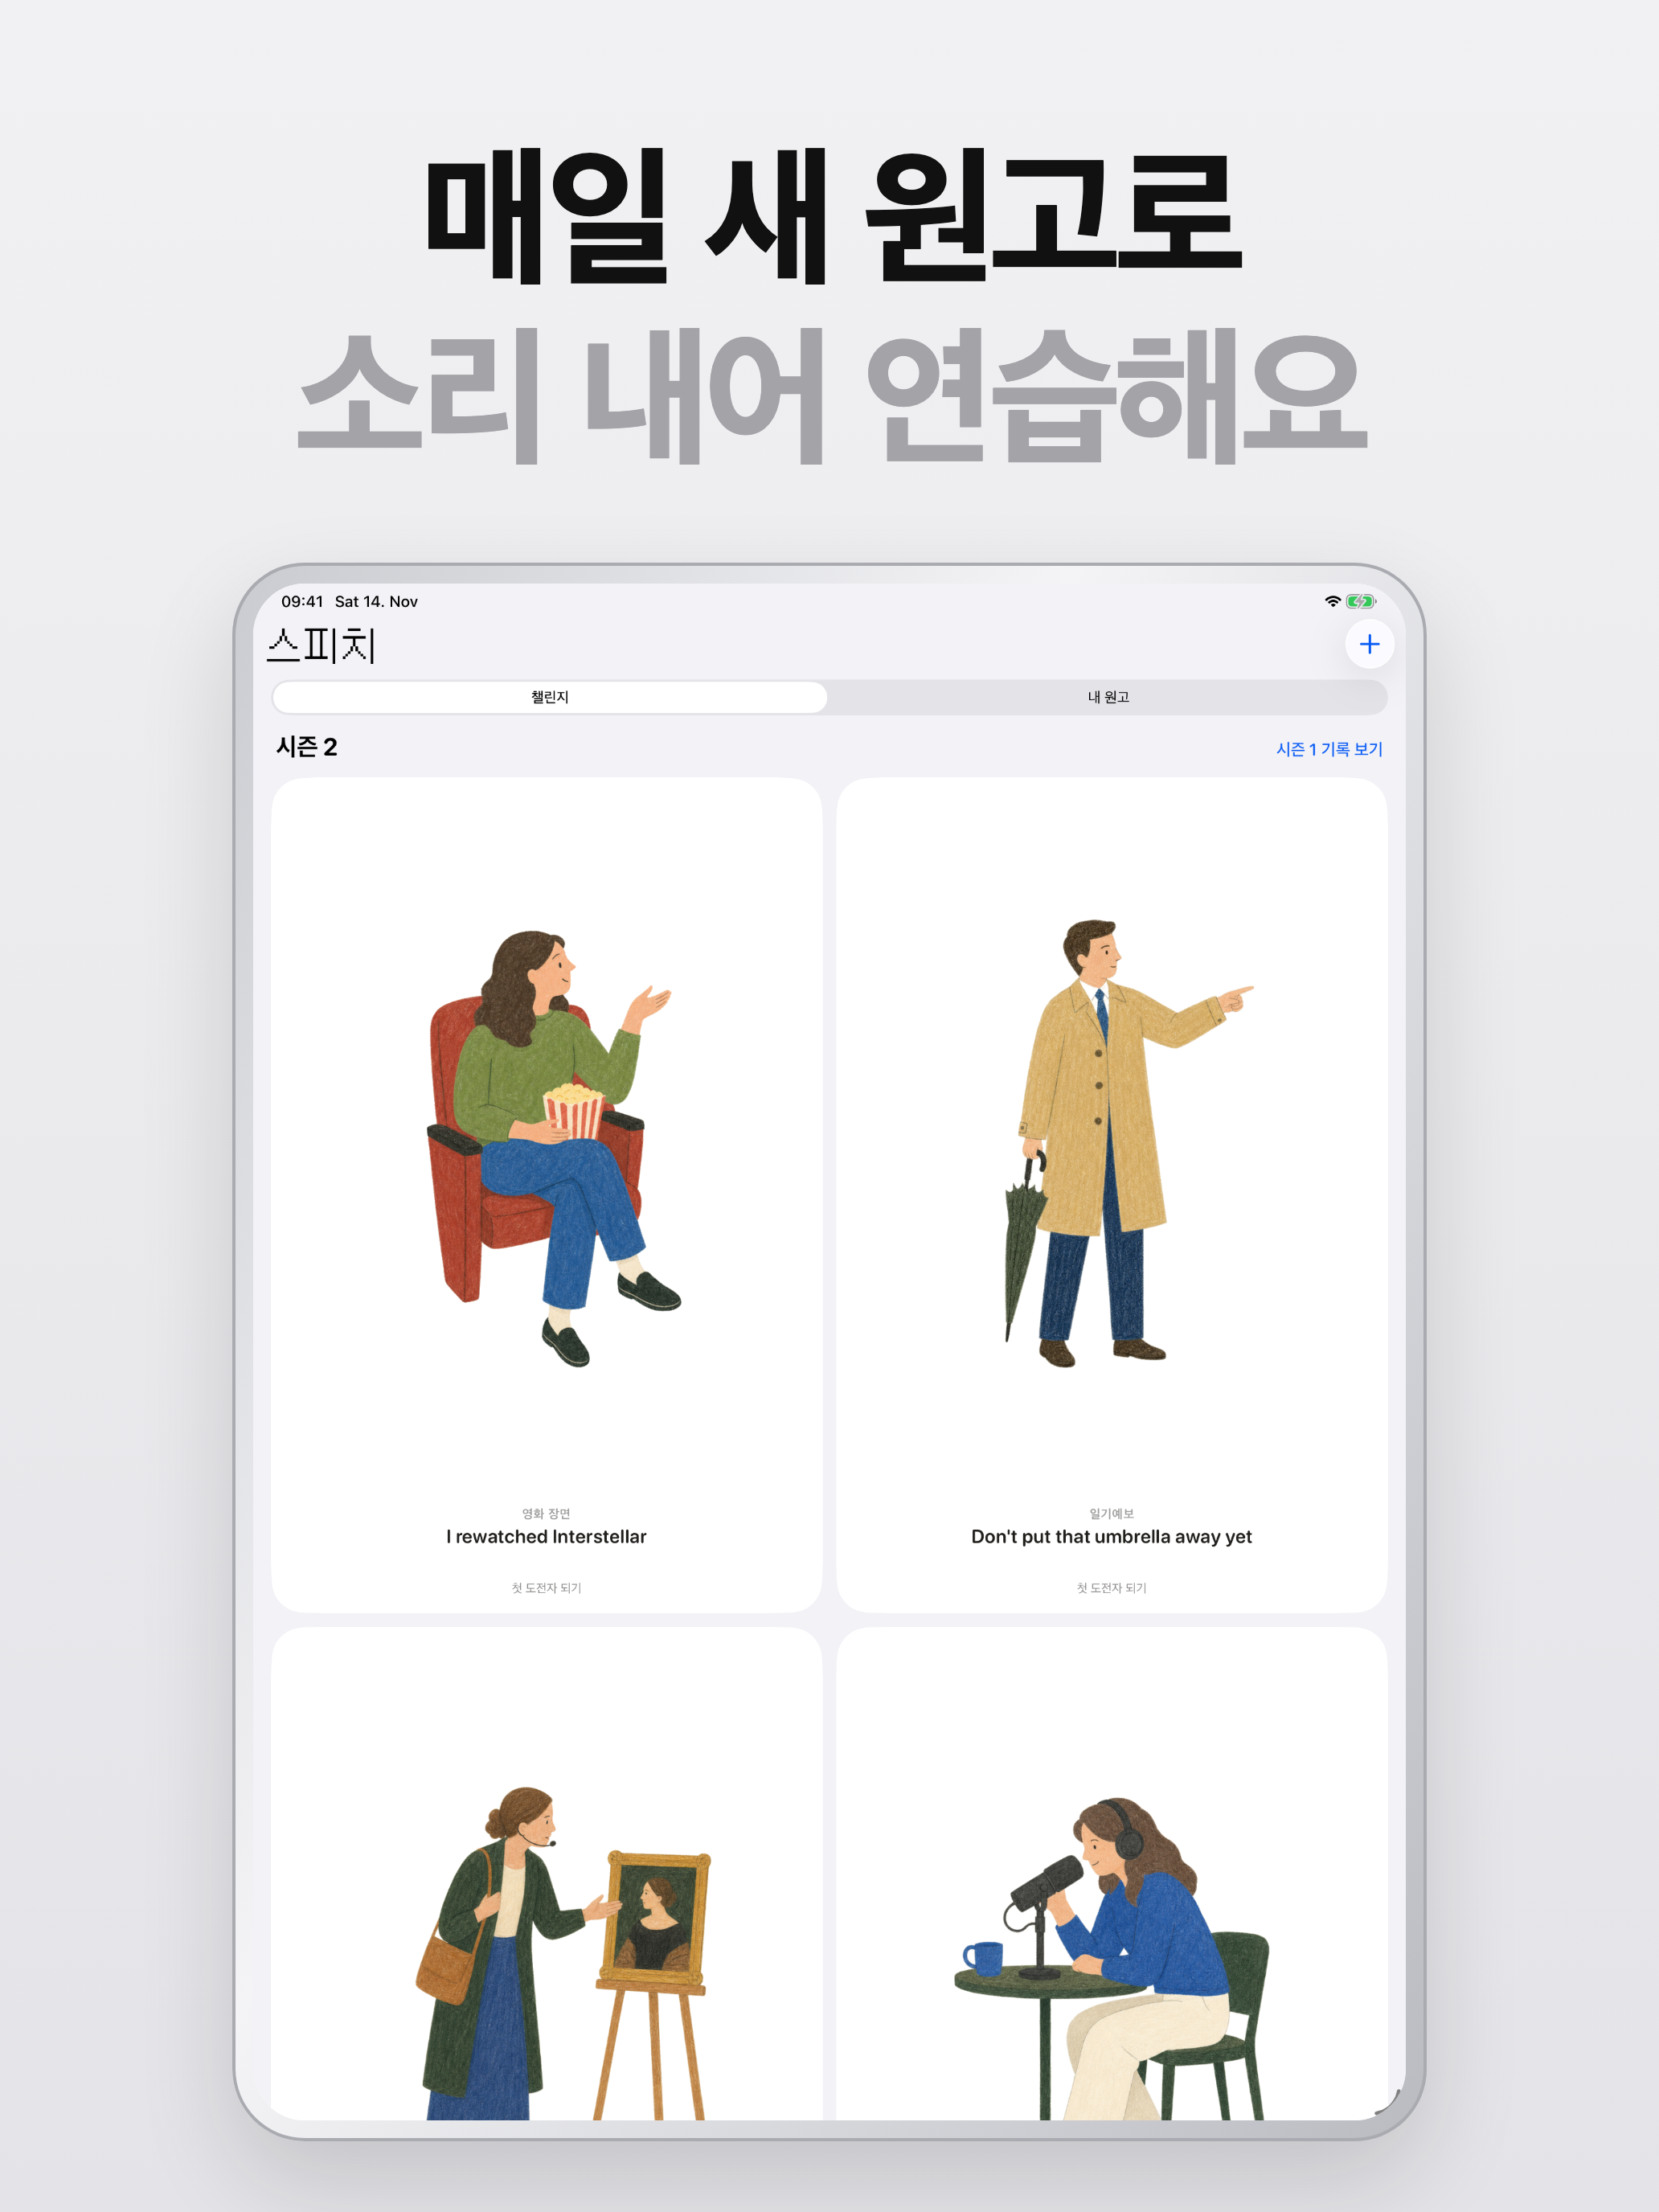 매일 새 원고로
소리 내어 연습해요
09:41 Sat 14. Nov
스피치
챌린지
내 원고
시즌 2
시즌 1 기록 보기
영화 장면
I rewatched Interstellar
첫 도전자 되기
일기예보
Don't put that umbrella away yet
첫 도전자 되기